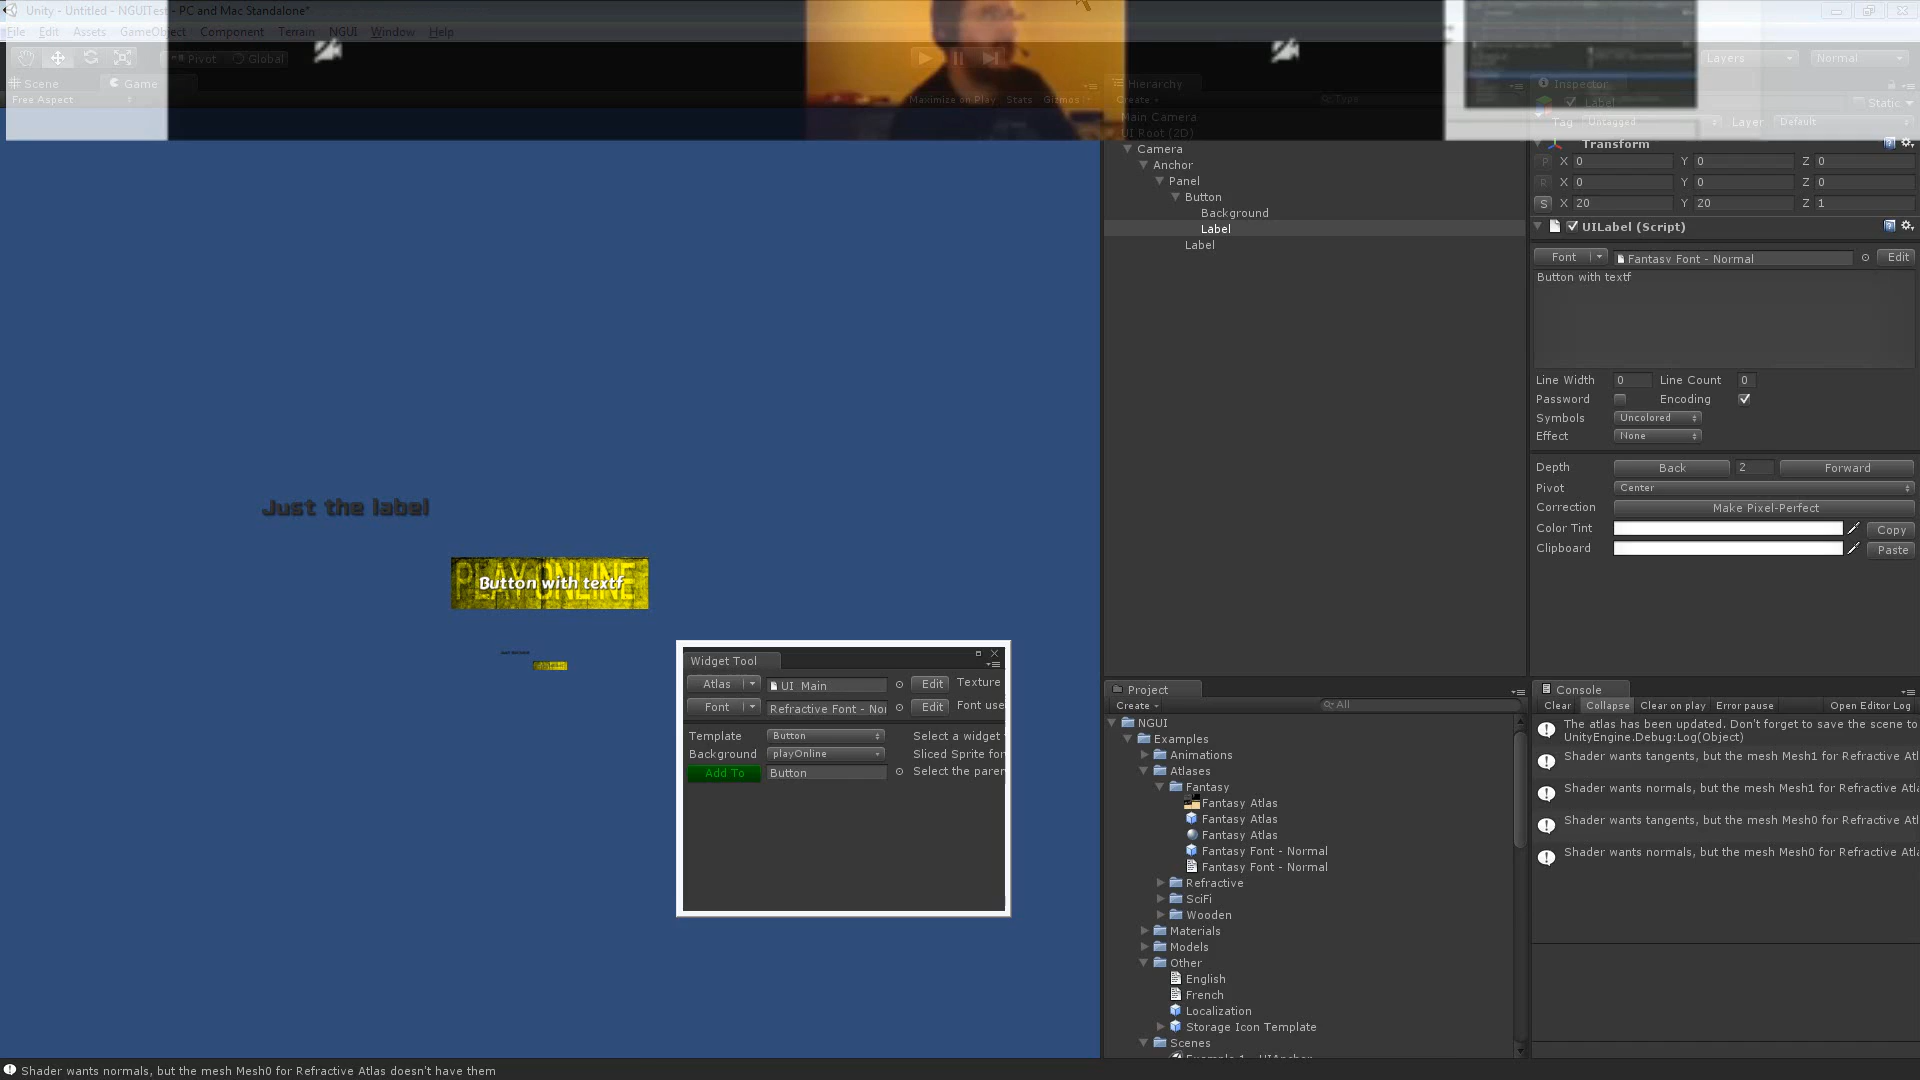 Unity - Untitled - NGUITest - PC and Mac Standalone*
File Edit Assets GameObject Component Terrain NGUI Window Help
Pivot Global
Layers Normal
Scene Game
Free Aspect
Maximize on Play Stats Gizmos
Hierarchy
Create
Type
Main Camera
UI Root (2D)
Camera
Anchor
Panel
Button
Background
Label
Label
Inspector
Label Static
Tag Untagged Layer Default
Transform
P X 0 Y 0 Z 0
R X 0 Y 0 Z 0
S X 20 Y 20 Z 1
UILabel (Script)
Font Fantasy Font - Normal Edit
Button with textf
Line Width 0 Line Count 0
Password Encoding
Symbols Uncolored
Effect None
Depth Back 2 Forward
Pivot Center
Correction Make Pixel-Perfect
Color Tint Copy
Clipboard Paste
Just the label
PLAY ONLINE
Button with textf
Widget Tool
Atlas UI Main Edit Texture
Font Refractive Font - Nor Edit Font use
Template Button Select a widget
Background playOnline Sliced Sprite for
Add To Button Select the paren
Project
Create All
NGUI
Examples
Animations
Atlases
Fantasy
Fantasy Atlas
Fantasy Atlas
Fantasy Atlas
Fantasy Font - Normal
Fantasy Font - Normal
Refractive
SciFi
Wooden
Materials
Models
Other
English
French
Localization
Storage Icon Template
Scenes
Example 1 - UIAnchor
Console
Clear Collapse Clear on play Error pause Open Editor Log
The atlas has been updated. Don't forget to save the scene to
UnityEngine.Debug:Log(Object)
Shader wants tangents, but the mesh Mesh1 for Refractive Atl
Shader wants normals, but the mesh Mesh1 for Refractive Atla
Shader wants tangents, but the mesh Mesh0 for Refractive Atl
Shader wants normals, but the mesh Mesh0 for Refractive Atla
Shader wants normals, but the mesh Mesh0 for Refractive Atlas doesn't have them